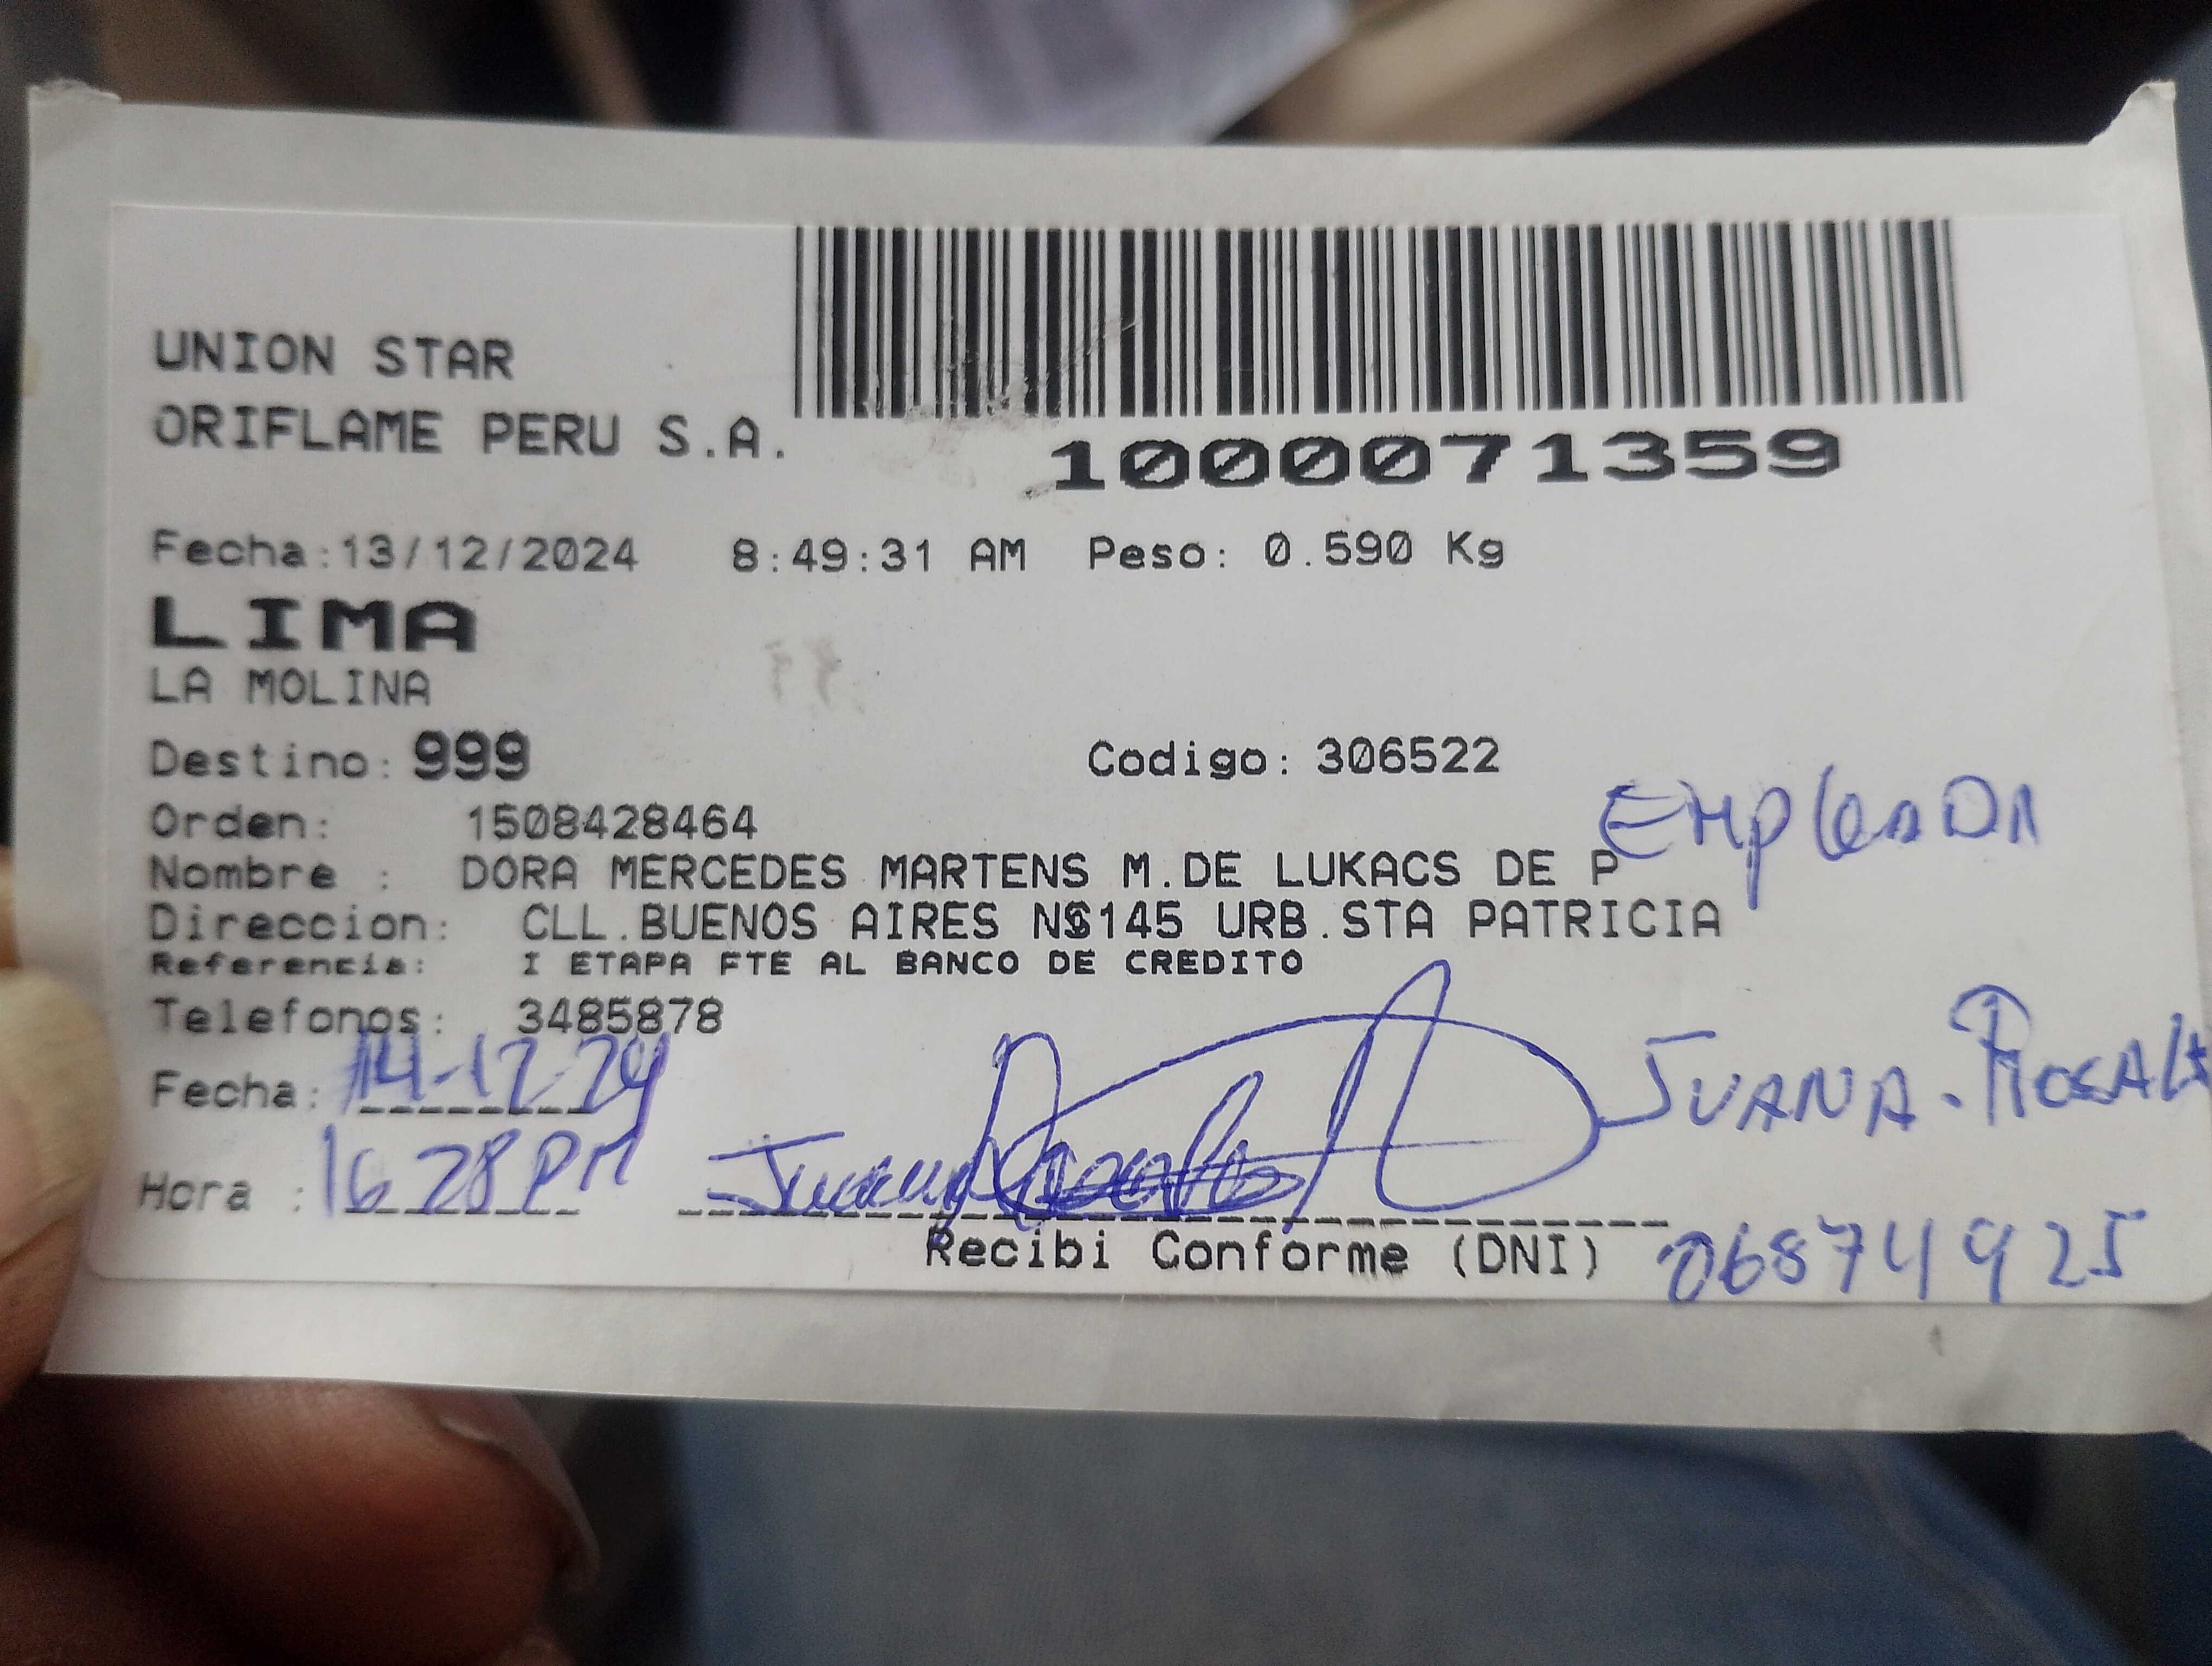 UNION STAR
ORIFLAME PERU S.A.
1000071359
Fecha:13/12/2024 8:49:31 AM Peso: 0.590 Kg
LIMA
LA MOLINA
Destino: 999 Codigo: 306522
EMPLEADA
Orden: 1508428464
Nombre : DORA MERCEDES MARTENS M.DE LUKACS DE P
Direccion: CLL.BUENOS AIRES N$145 URB.STA PATRICIA
Referencia: I ETAPA FTE AL BANCO DE CREDITO
Telefonos: 3485878
JUANA.
Fecha: 14-12-24
Hora : 16 28 PM
Recibi Conforme (DNI) 06874925